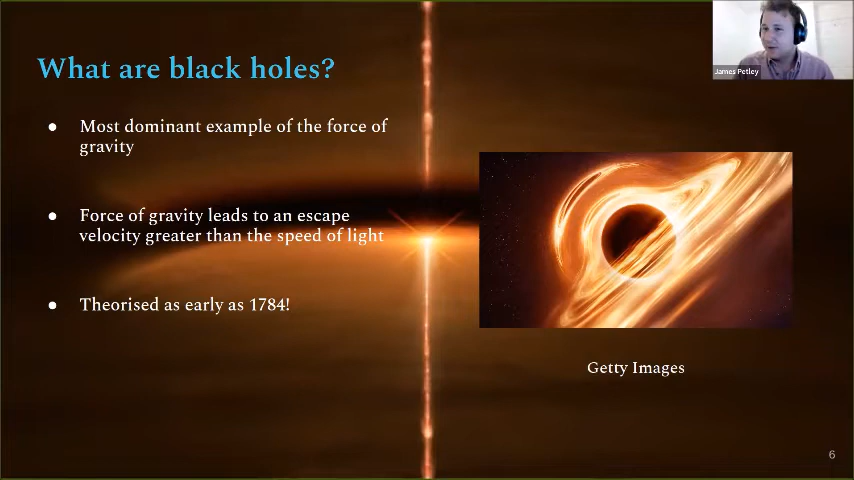 James Petley
What are black holes?
● Most dominant example of the force of
gravity
● Force of gravity leads to an escape
velocity greater than the speed of light
● Theorised as early as 1784!
Getty Images
6